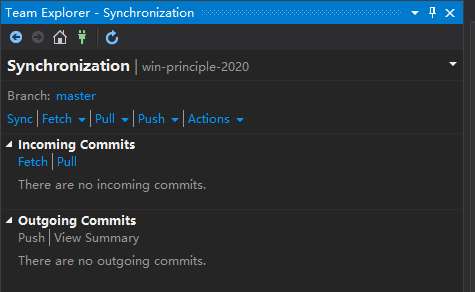 Team Explorer - Synchronization
Synchronization | win-principle-2020
Branch: master
Sync | Fetch | Pull | Push | Actions
Incoming Commits
Fetch | Pull
There are no incoming commits.
Outgoing Commits
Push | View Summary
There are no outgoing commits.